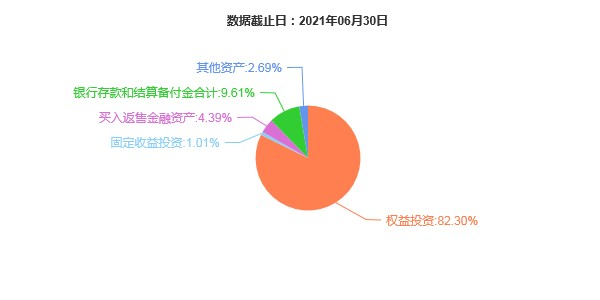 数据截止日：2021年06月30日
其他资产:2.69%
银行存款和结算备付金合计:9.61%
买入返售金融资产:4.39%
固定收益投资:1.01%
权益投资:82.30%